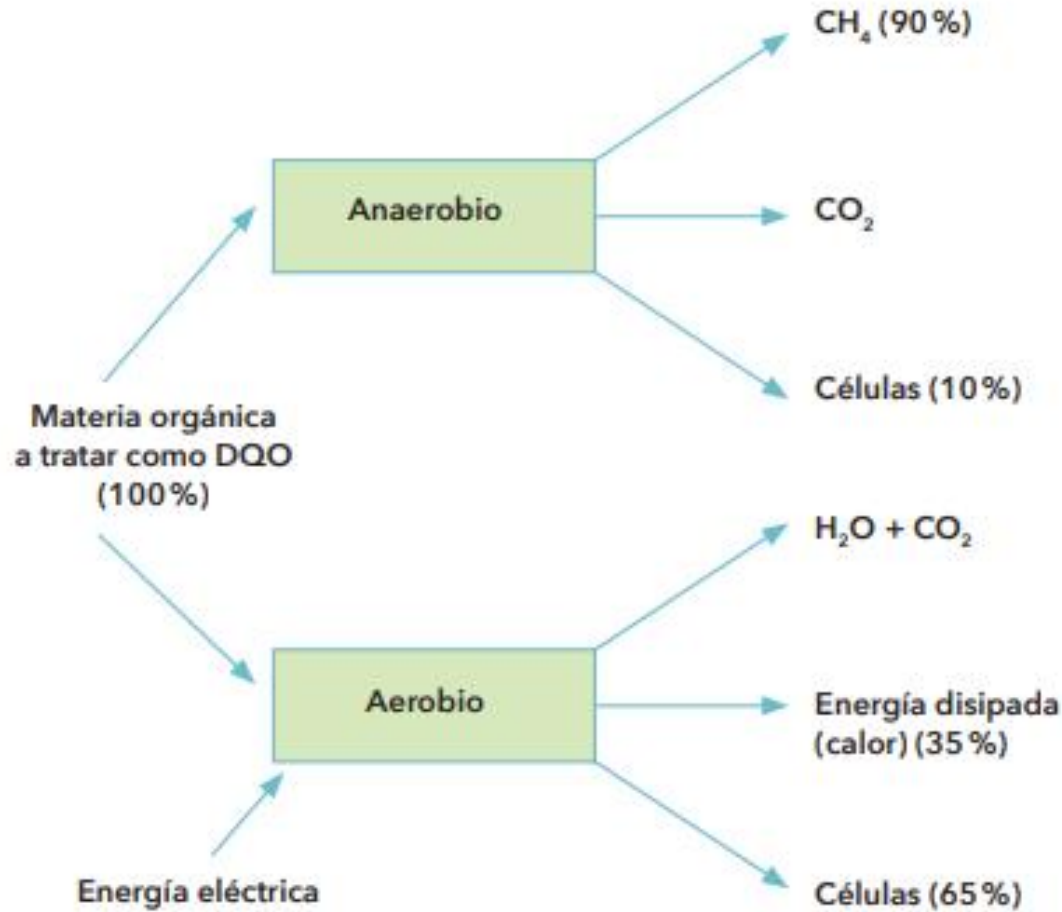 CH₄ (90%)
Anaerobio
CO₂
Células (10%)
Materia orgánica
a tratar como DQO
(100%)
H₂O + CO₂
Aerobio
Energía disipada
(calor) (35%)
Energía eléctrica
Células (65%)